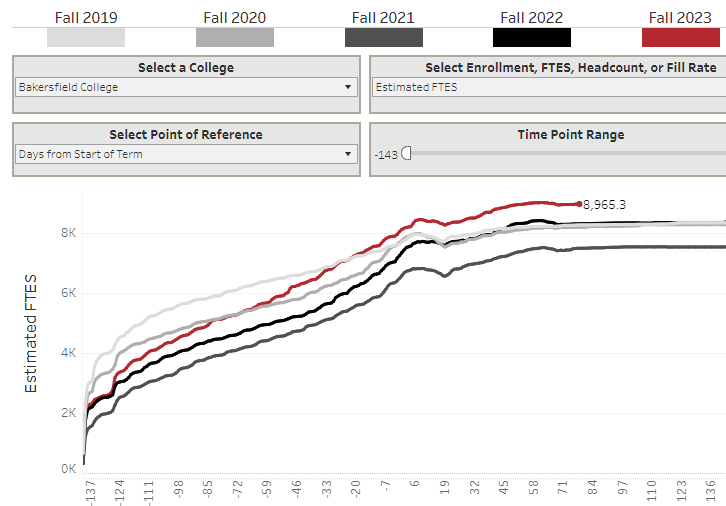 Fall 2019 Fall 2020 Fall 2021 Fall 2022 Fall 2023
Select a College
Bakersfield College
Select Enrollment, FTES, Headcount, or Fill Rate
Estimated FTES
Select Point of Reference
Days from Start of Term
Time Point Range
-143
8,965.3
8K
6K
4K
2K
0K
Estimated FTES
-137 -124 -111 -98 -85 -72 -59 -46 -33 -20 -7 6 19 32 45 58 71 84 97 110 123 136